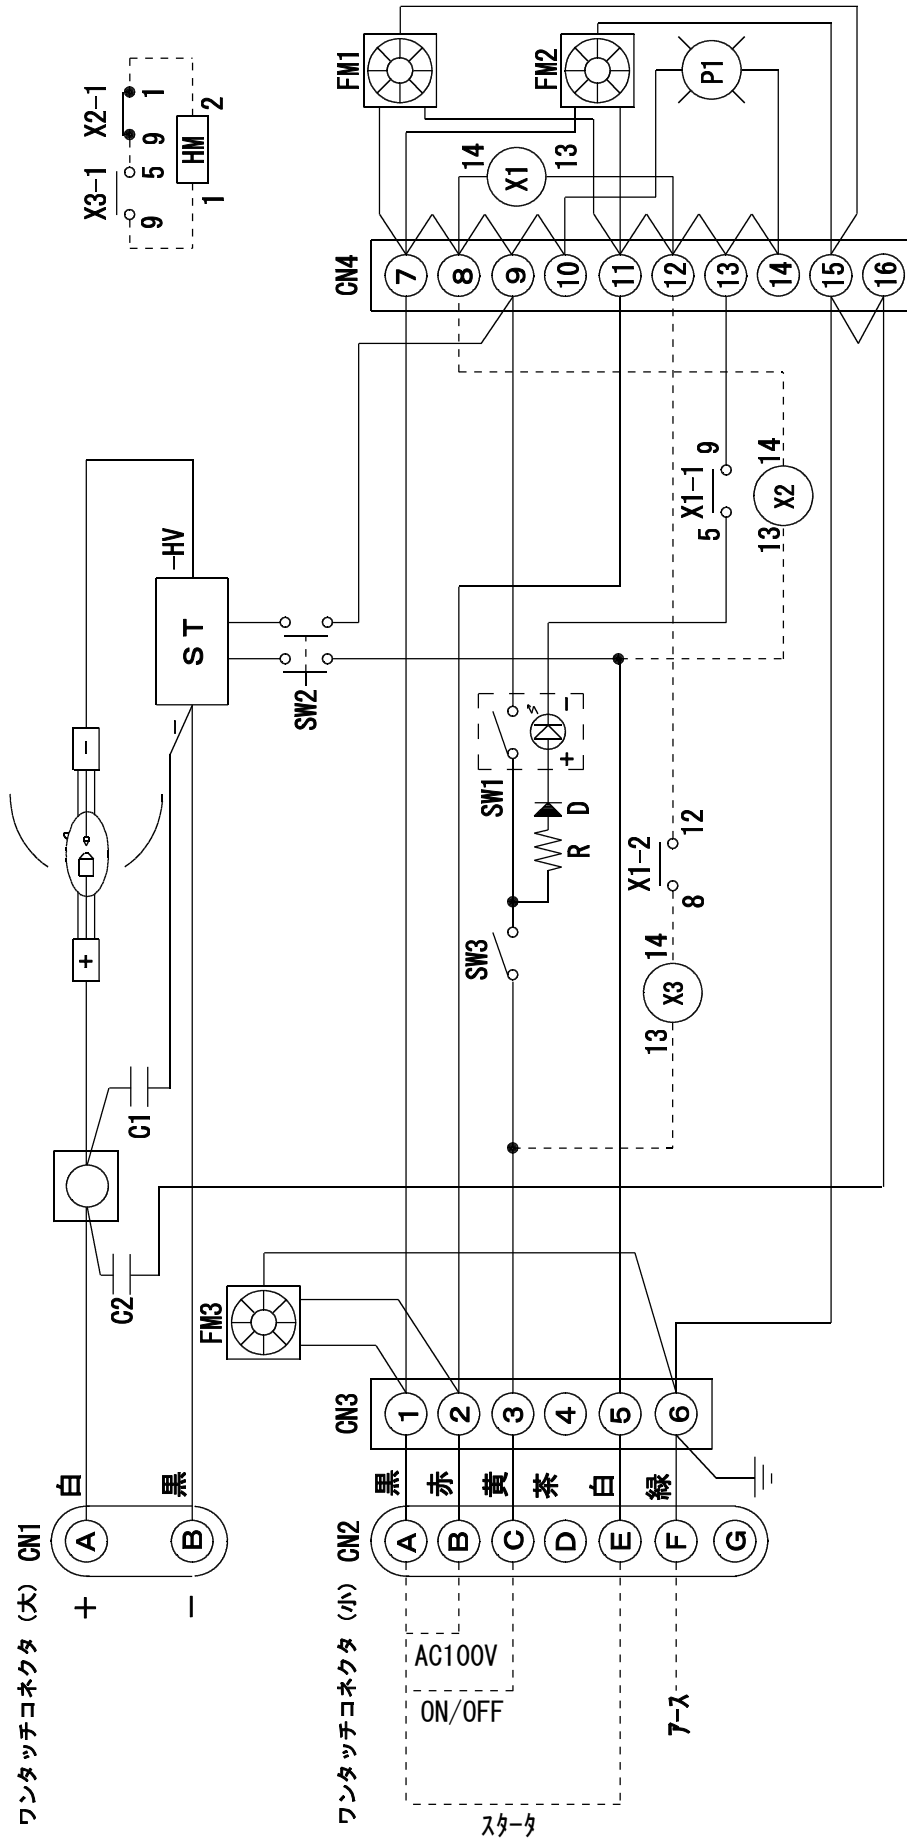 ワンタッチコネクタ (大) CN1
+
A
白
−
B
黒
C2
C1
+
-
-HV
-
ST
SW2
X3-1
X2-1
9
5
9
1
HM
1
2
ワンタッチコネクタ (小) CN2
CN3
CN4
A
黒
1
7
B
赤
2
8
C
黄
3
9
D
茶
4
10
E
白
5
11
F
緑
6
12
G
13
14
15
16
AC100V
ON/OFF
スタータ
アース
FM3
SW3
SW1
R
D
+
-
X3
13
14
X1-2
8
12
X1-1
5
9
X2
13
14
FM1
FM2
X1
14
13
P1